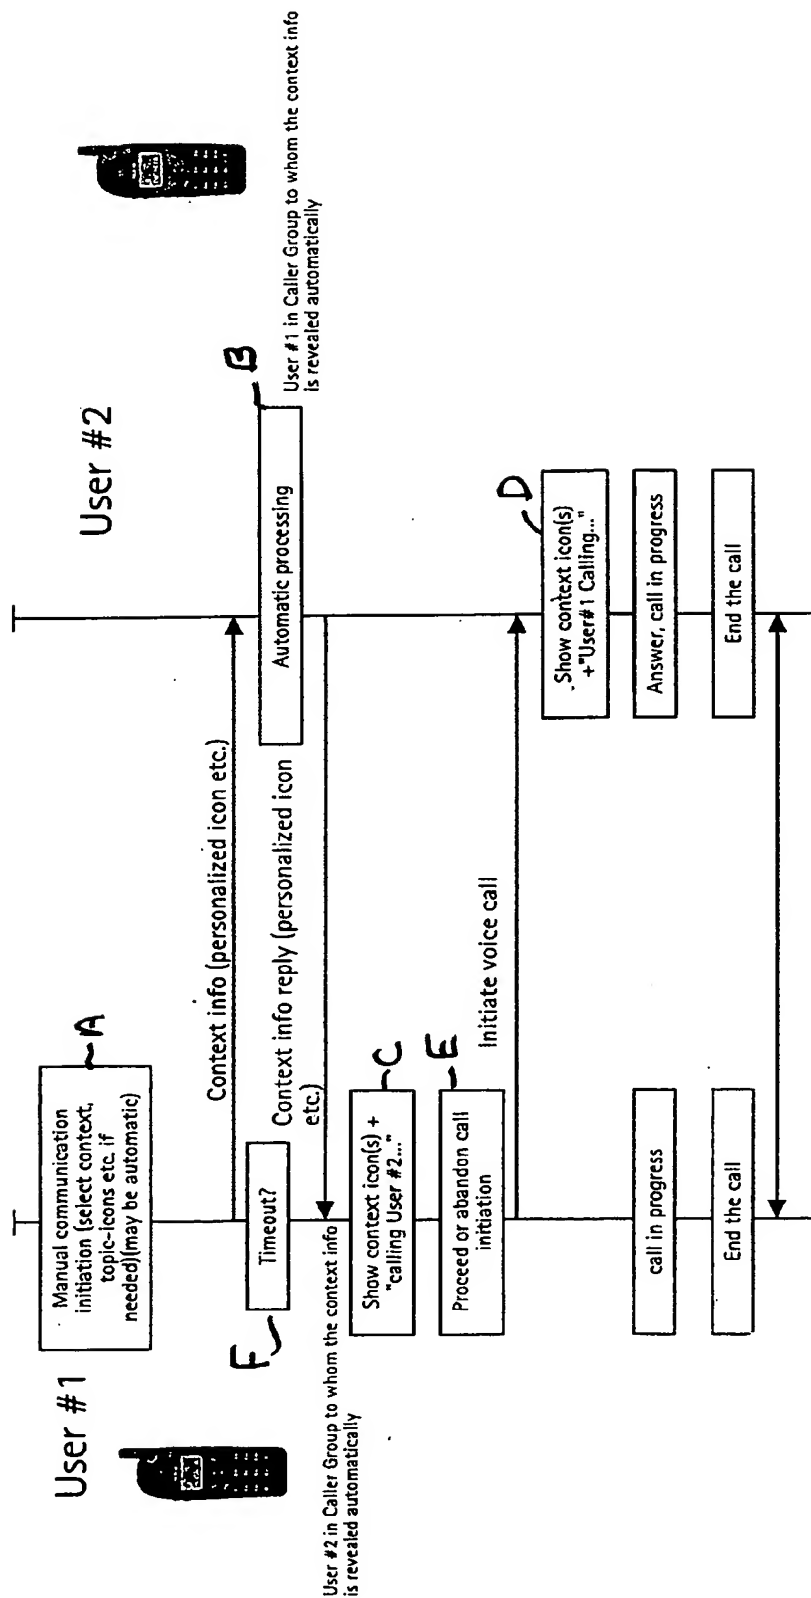 User #1
User #2
Manual communication
initiation (select context,
topic-icons etc. if
needed)(may be automatic)
A
Context info (personalized icon etc.)
F
Timeout?
Automatic processing
B
User #1 in Caller Group to whom the context info
is revealed automatically
Context info reply (personalized icon
etc.)
User #2 in Caller Group to whom the context info
is revealed automatically
Show context icon(s) +
"calling User #2..."
C
Proceed or abandon call
initiation
E
Initiate voice call
Show context icon(s)
+"User#1 Calling..."
D
call in progress
Answer, call in progress
End the call
End the call